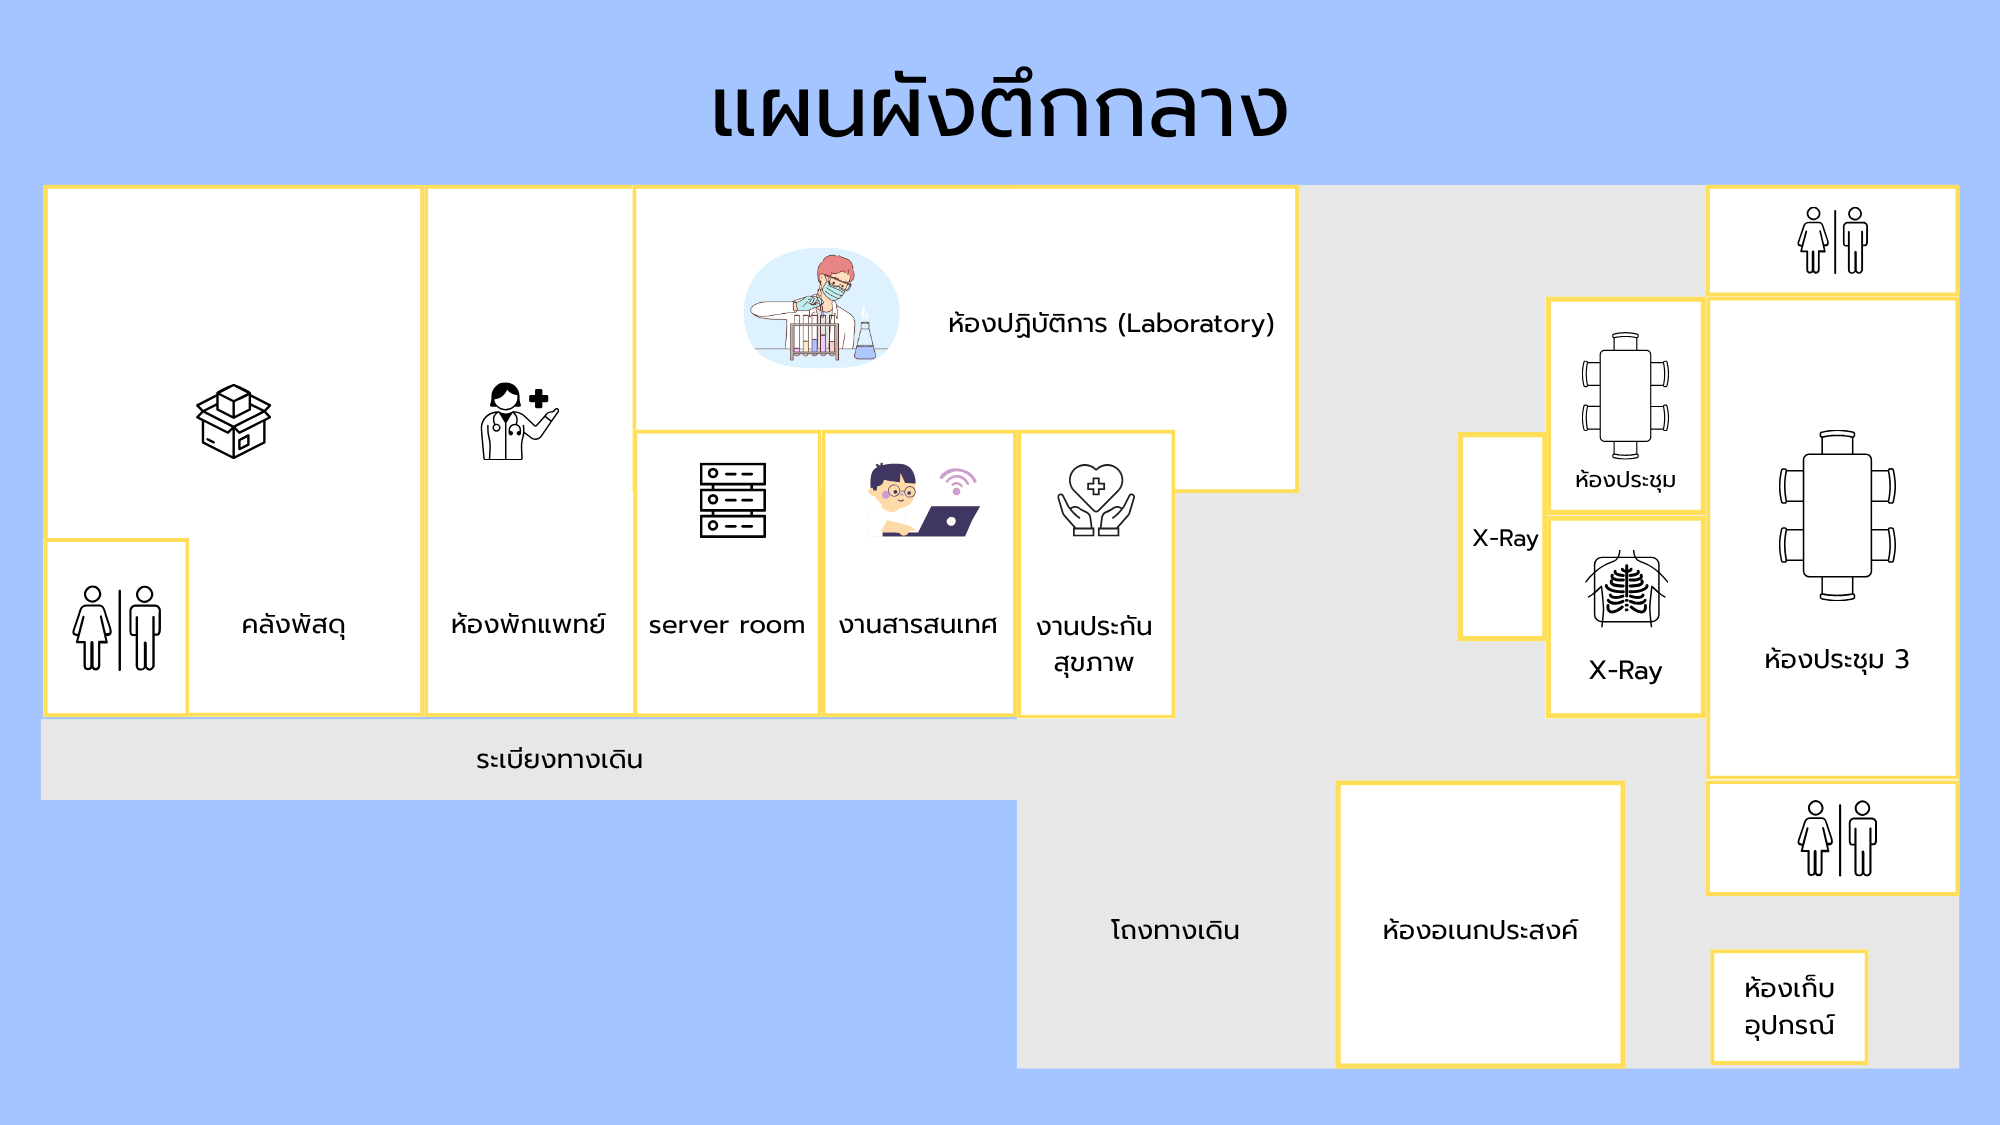 แผนผังตึกกลาง
ห้องปฏิบัติการ (Laboratory)
ห้องประชุม
X-Ray
คลังพัสดุ
ห้องพักแพทย์
server room
งานสารสนเทศ
งานประกัน
สุขภาพ
X-Ray
ห้องประชุม 3
ระเบียงทางเดิน
โถงทางเดิน
ห้องอเนกประสงค์
ห้องเก็บ
อุปกรณ์